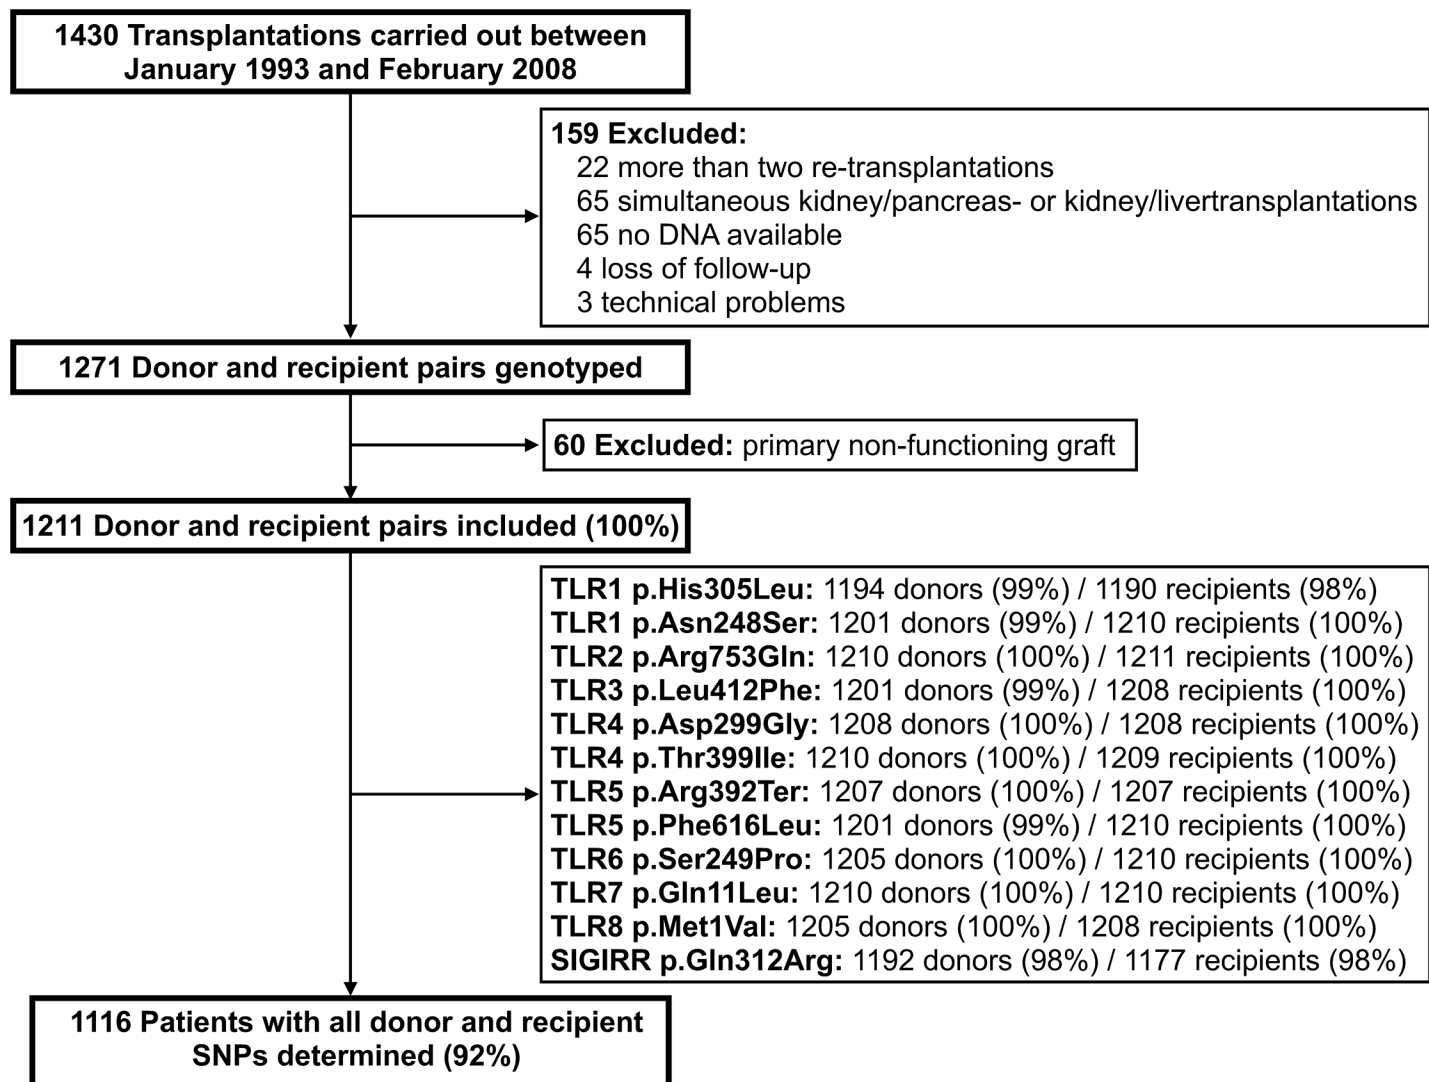 1430 Transplantations carried out between
January 1993 and February 2008
159 Excluded:
22 more than two re-transplantations
65 simultaneous kidney/pancreas- or kidney/livertransplantations
65 no DNA available
4 loss of follow-up
3 technical problems
1271 Donor and recipient pairs genotyped
60 Excluded: primary non-functioning graft
1211 Donor and recipient pairs included (100%)
TLR1 p.His305Leu: 1194 donors (99%) / 1190 recipients (98%)
TLR1 p.Asn248Ser: 1201 donors (99%) / 1210 recipients (100%)
TLR2 p.Arg753Gln: 1210 donors (100%) / 1211 recipients (100%)
TLR3 p.Leu412Phe: 1201 donors (99%) / 1208 recipients (100%)
TLR4 p.Asp299Gly: 1208 donors (100%) / 1208 recipients (100%)
TLR4 p.Thr399Ile: 1210 donors (100%) / 1209 recipients (100%)
TLR5 p.Arg392Ter: 1207 donors (100%) / 1207 recipients (100%)
TLR5 p.Phe616Leu: 1201 donors (99%) / 1210 recipients (100%)
TLR6 p.Ser249Pro: 1205 donors (100%) / 1210 recipients (100%)
TLR7 p.Gln11Leu: 1210 donors (100%) / 1210 recipients (100%)
TLR8 p.Met1Val: 1205 donors (100%) / 1208 recipients (100%)
SIGIRR p.Gln312Arg: 1192 donors (98%) / 1177 recipients (98%)
1116 Patients with all donor and recipient
SNPs determined (92%)